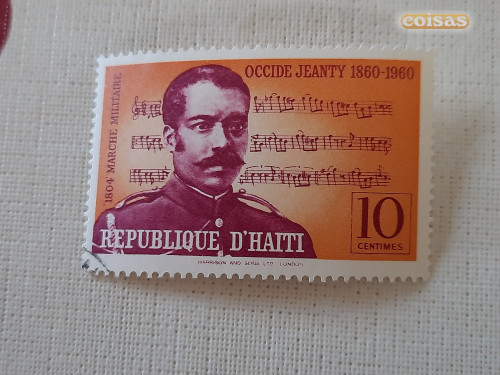 coisas
OCCIDE JEANTY 1860-1960
1804 MARCHE MILITAIRE
10
CENTIMES
REPUBLIQUE D'HAITI
HARRISON AND SONS LTD LONDON